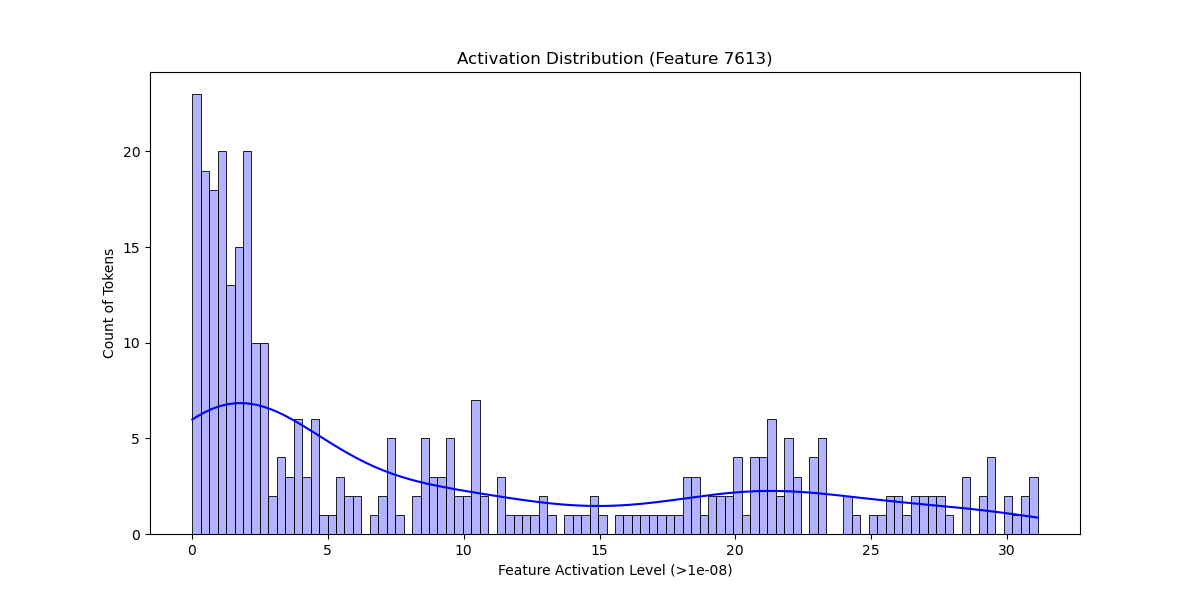 Activation Distribution (Feature 7613)
Count of Tokens
20
15
10
5
0
0 5 10 15 20 25 30
Feature Activation Level (>1e-08)